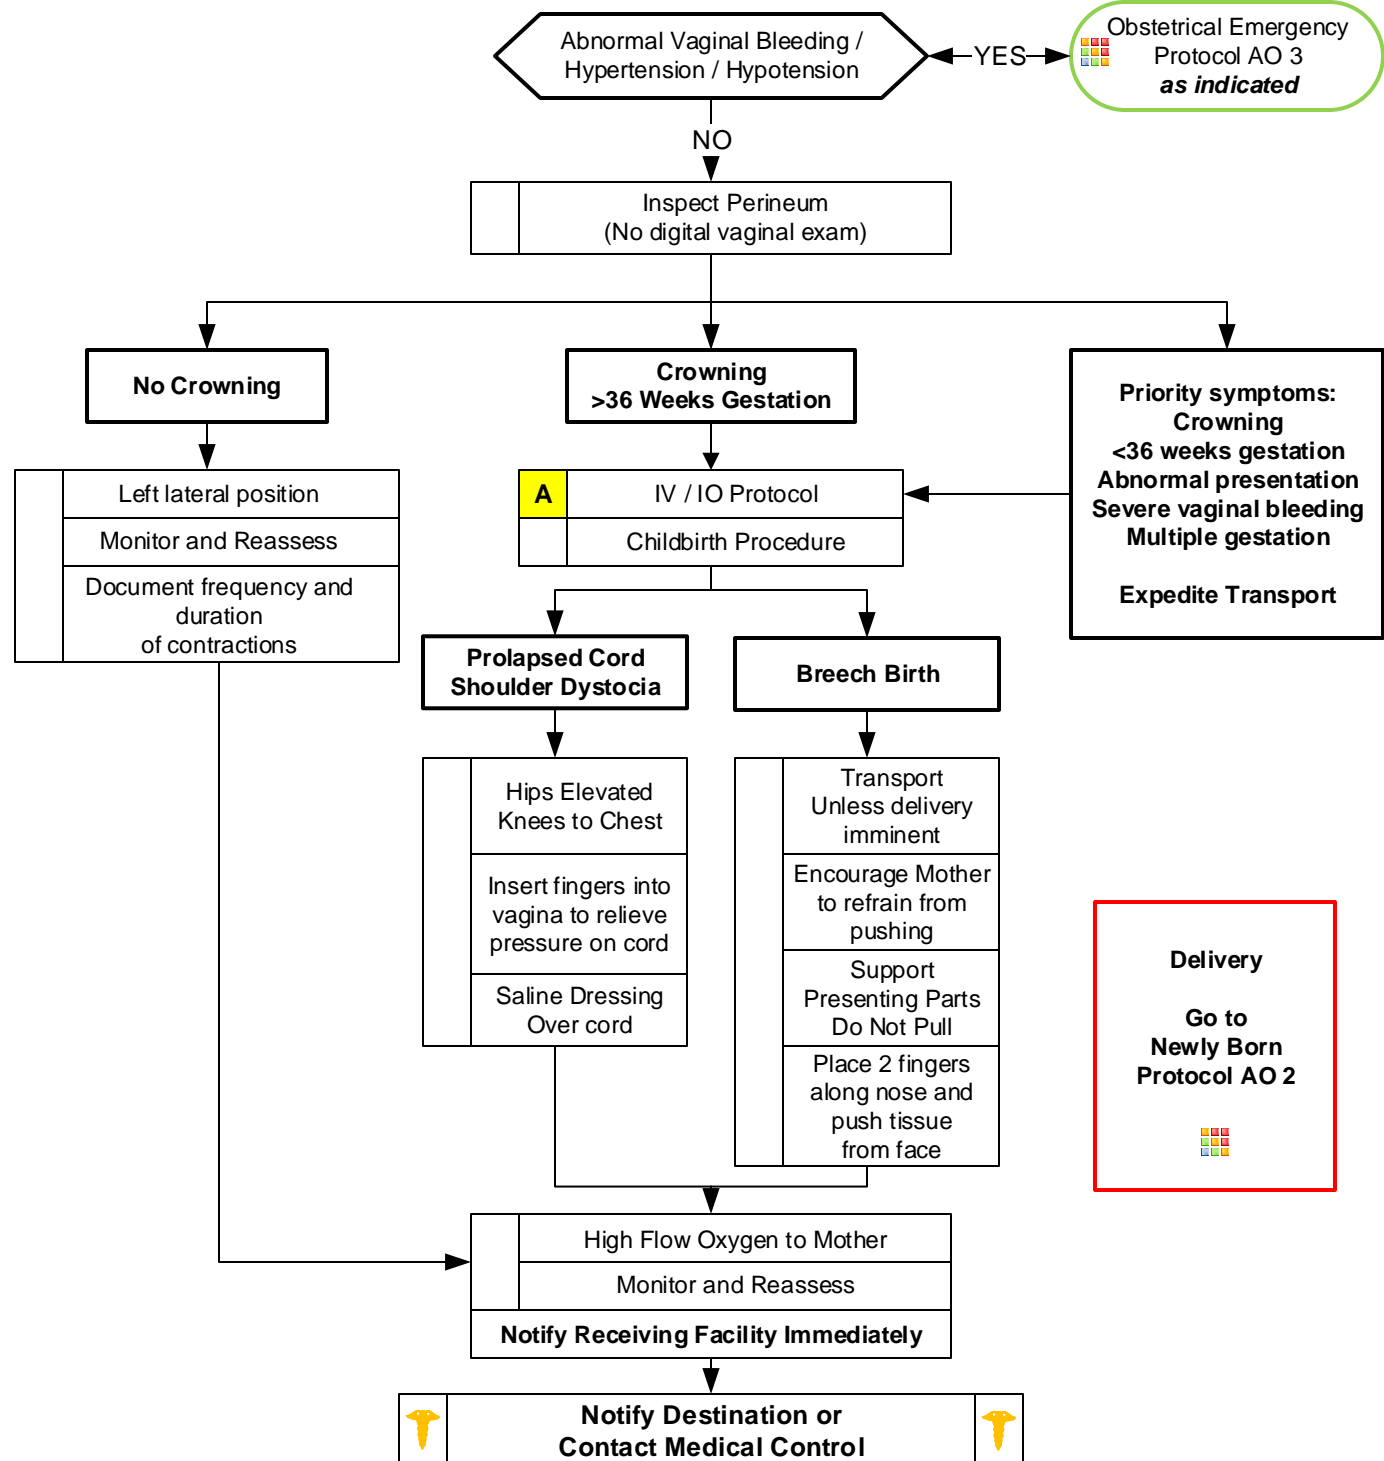 Abnormal Vaginal Bleeding /
Hypertension / Hypotension
YES
Obstetrical Emergency
Protocol AO 3
as indicated
NO
Inspect Perineum
(No digital vaginal exam)
No Crowning
Crowning
>36 Weeks Gestation
Priority symptoms:
Crowning
<36 weeks gestation
Abnormal presentation
Severe vaginal bleeding
Multiple gestation
Expedite Transport
Left lateral position
Monitor and Reassess
Document frequency and
duration
of contractions
A
IV / IO Protocol
Childbirth Procedure
Prolapsed Cord
Shoulder Dystocia
Breech Birth
Hips Elevated
Knees to Chest
Insert fingers into
vagina to relieve
pressure on cord
Saline Dressing
Over cord
Transport
Unless delivery
imminent
Encourage Mother
to refrain from
pushing
Support
Presenting Parts
Do Not Pull
Place 2 fingers
along nose and
push tissue
from face
Delivery
Go to
Newly Born
Protocol AO 2
High Flow Oxygen to Mother
Monitor and Reassess
Notify Receiving Facility Immediately
Notify Destination or
Contact Medical Control